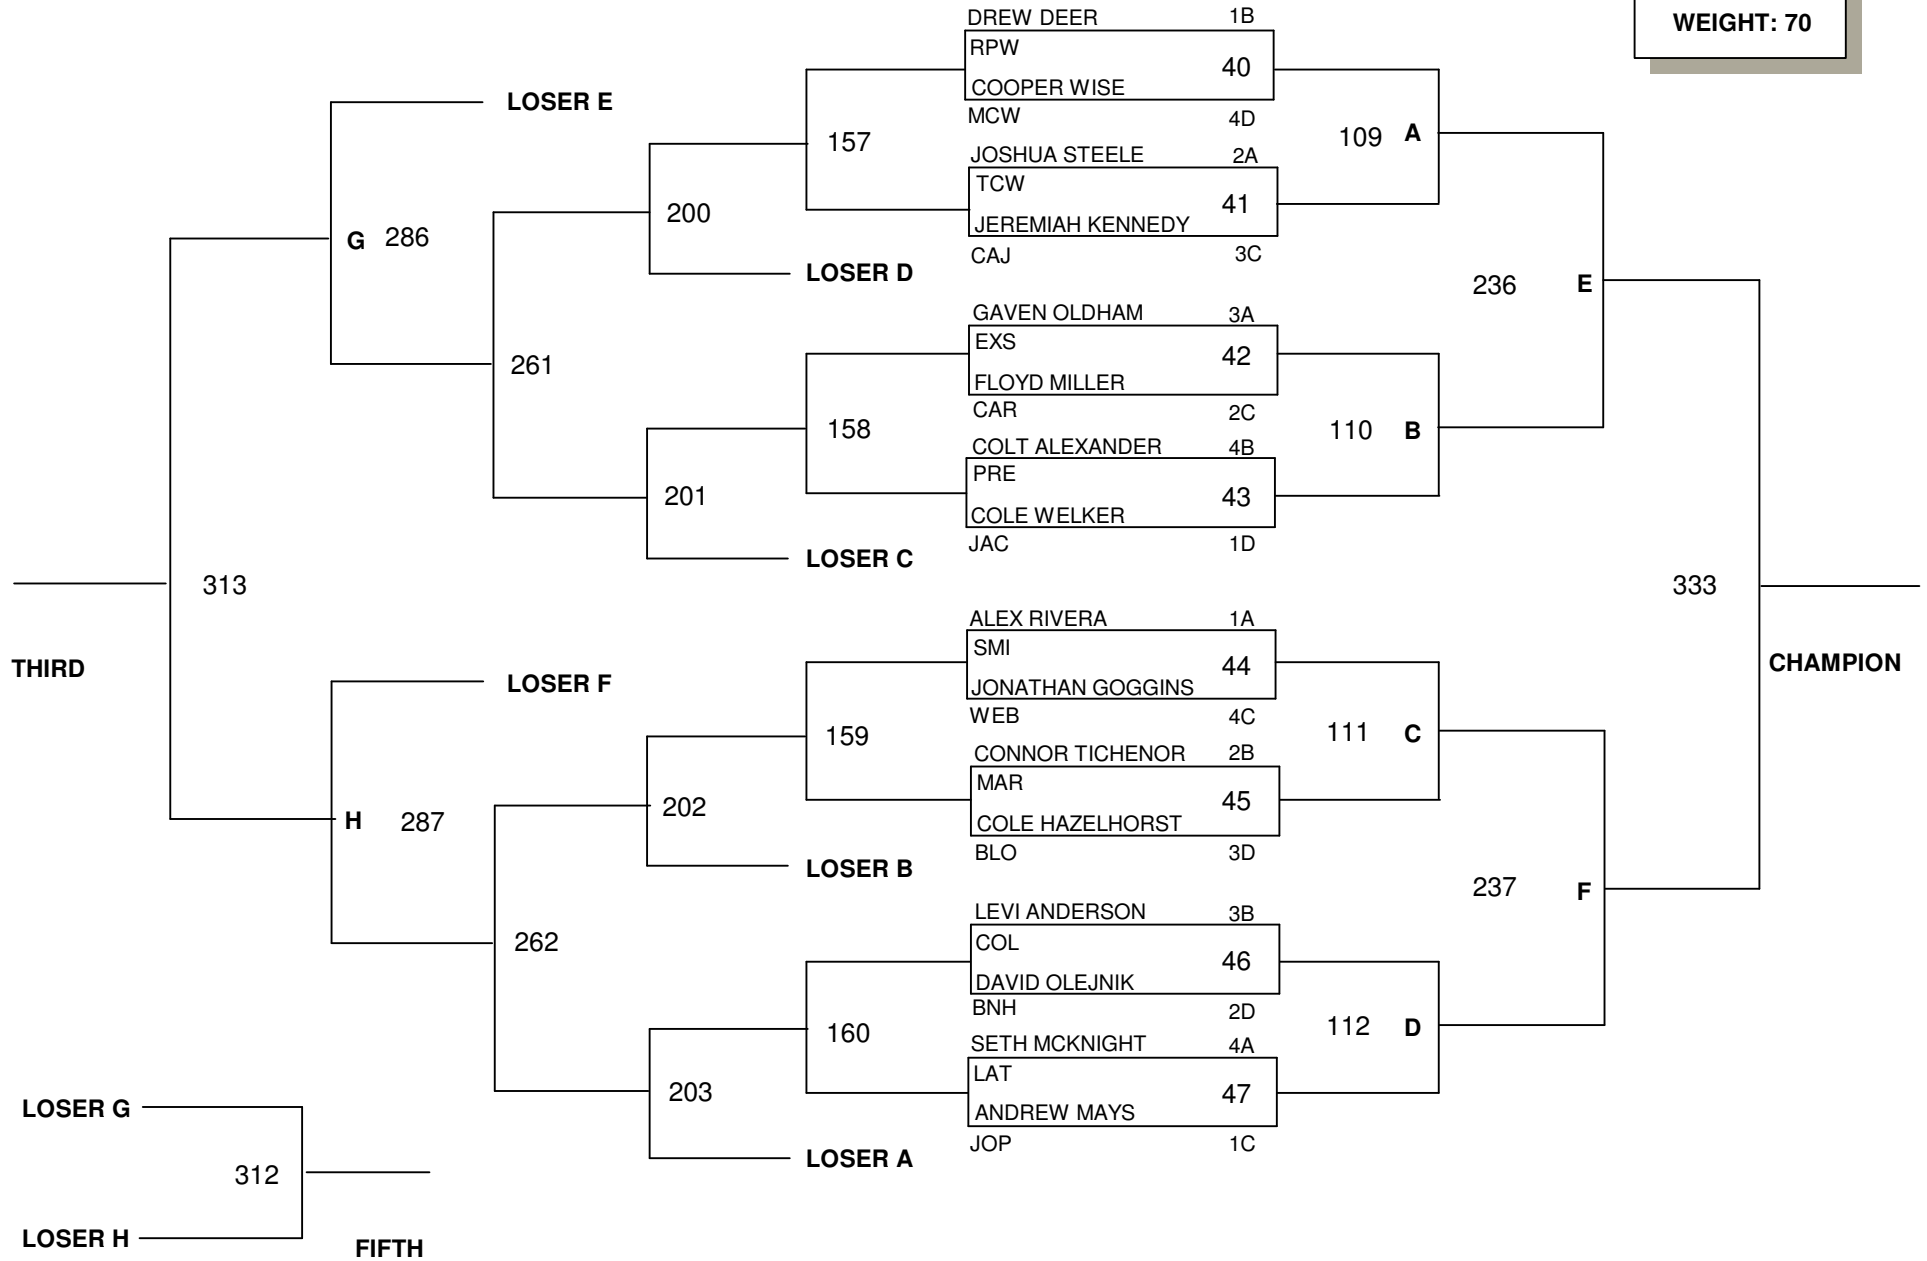 WEIGHT: 70
DREW DEER 1B
RPW
40
COOPER WISE
MCW 4D
JOSHUA STEELE 2A
TCW
41
JEREMIAH KENNEDY
CAJ 3C
GAVEN OLDHAM 3A
EXS
42
FLOYD MILLER
CAR 2C
COLT ALEXANDER 4B
PRE
43
COLE WELKER
JAC 1D
ALEX RIVERA 1A
SMI
44
JONATHAN GOGGINS
WEB 4C
CONNOR TICHENOR 2B
MAR
45
COLE HAZELHORST
BLO 3D
LEVI ANDERSON 3B
COL
46
DAVID OLEJNIK
BNH 2D
SETH MCKNIGHT 4A
LAT
47
ANDREW MAYS
JOP 1C
109 A
110 B
111 C
112 D
236 E
237 F
333
CHAMPION
157
158
159
160
200
LOSER D
201
LOSER C
202
LOSER B
203
LOSER A
261
262
LOSER E
G 286
LOSER F
H 287
313
THIRD
LOSER G
312
LOSER H
FIFTH